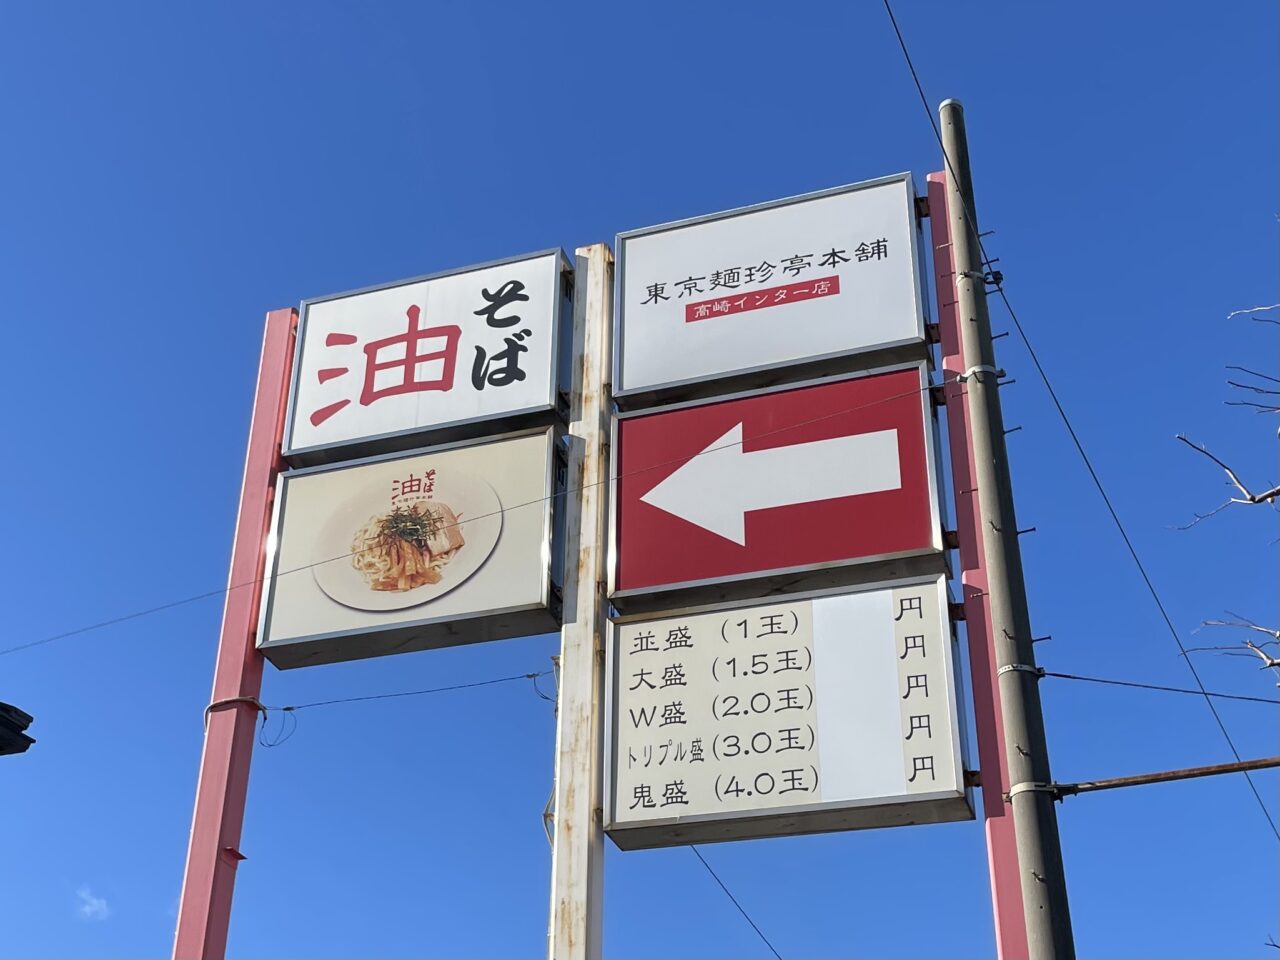 油そば
油そば
東京麺珍亭本舗
高崎インター店
並盛 (1玉) 円
大盛 (1.5玉) 円
W盛 (2.0玉) 円
トリプル盛 (3.0玉) 円
鬼盛 (4.0玉) 円